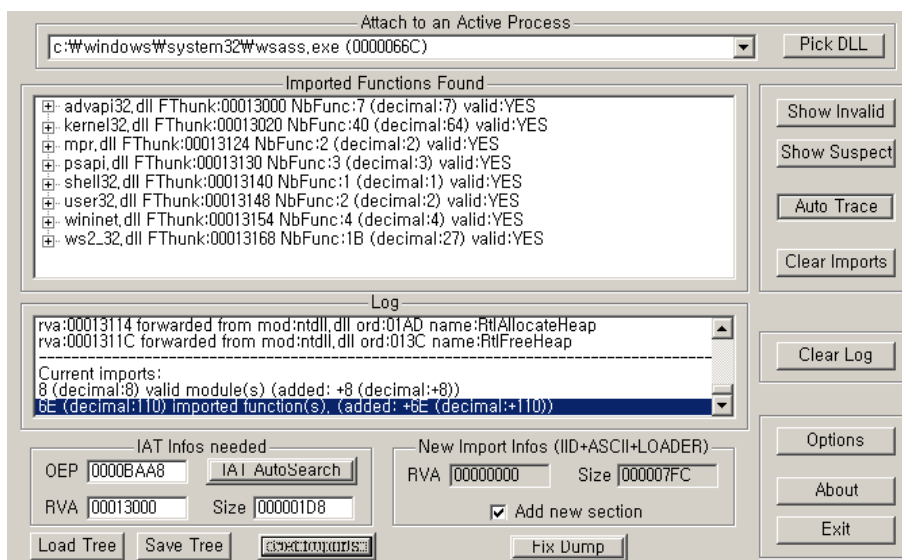 Attach to an Active Process
c:₩windows₩system32₩wsass.exe (0000066C)
Pick DLL
Imported Functions Found
advapi32.dll FThunk:00013000 NbFunc:7 (decimal:7) valid:YES
kernel32.dll FThunk:00013020 NbFunc:40 (decimal:64) valid:YES
mpr.dll FThunk:00013124 NbFunc:2 (decimal:2) valid:YES
psapi.dll FThunk:00013130 NbFunc:3 (decimal:3) valid:YES
shell32.dll FThunk:00013140 NbFunc:1 (decimal:1) valid:YES
user32.dll FThunk:00013148 NbFunc:2 (decimal:2) valid:YES
wininet.dll FThunk:00013154 NbFunc:4 (decimal:4) valid:YES
ws2_32.dll FThunk:00013168 NbFunc:1B (decimal:27) valid:YES
Show Invalid
Show Suspect
Auto Trace
Clear Imports
Log
rva:00013114 forwarded from mod:ntdll.dll ord:01AD name:RtlAllocateHeap
rva:0001311C forwarded from mod:ntdll.dll ord:013C name:RtlFreeHeap
---------------------------------------------------------------------------
Current imports:
8 (decimal:8) valid module(s) (added: +8 (decimal:+8))
6E (decimal:110) imported function(s). (added: +6E (decimal:+110))
Clear Log
IAT Infos needed
OEP 0000BAA8 IAT AutoSearch
RVA 00013000 Size 000001D8
New Import Infos (IID+ASCII+LOADER)
RVA 00000000 Size 000007FC
Add new section
Options
About
Exit
Load Tree Save Tree Get Imports Fix Dump